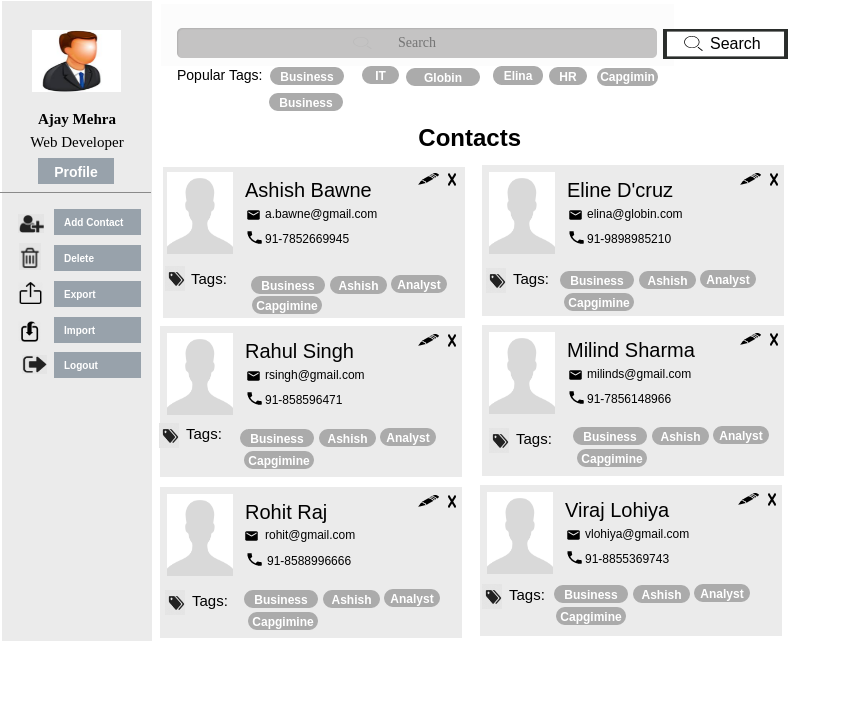 Search
Search
Popular Tags: Business IT Globin Elina HR Capgimin
Business
Ajay Mehra
Web Developer
Profile
Add Contact
Delete
Export
Import
Logout
Contacts
Ashish Bawne X
a.bawne@gmail.com
91-7852669945
Tags: Business Ashish Analyst
Capgimine
Eline D'cruz X
elina@globin.com
91-9898985210
Tags: Business Ashish Analyst
Capgimine
Rahul Singh X
rsingh@gmail.com
91-858596471
Tags: Business Ashish Analyst
Capgimine
Milind Sharma X
milinds@gmail.com
91-7856148966
Tags: Business Ashish Analyst
Capgimine
Rohit Raj X
rohit@gmail.com
91-8588996666
Tags: Business Ashish Analyst
Capgimine
Viraj Lohiya X
vlohiya@gmail.com
91-8855369743
Tags: Business Ashish Analyst
Capgimine